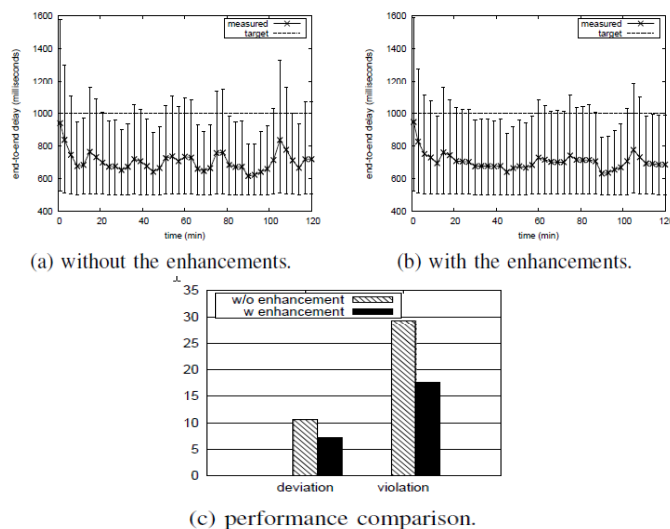 1600
1400
1200
1000
800
600
400
end-to-end delay (milliseconds)
measured
target
0 20 40 60 80 100 120
time (min)
(a) without the enhancements.
1600
1400
1200
1000
800
600
400
end-to-end delay (milliseconds)
measured
target
0 20 40 60 80 100 120
time (min)
(b) with the enhancements.
35
30
25
20
15
10
5
0
w/o enhancement
w enhancement
deviation violation
(c) performance comparison.